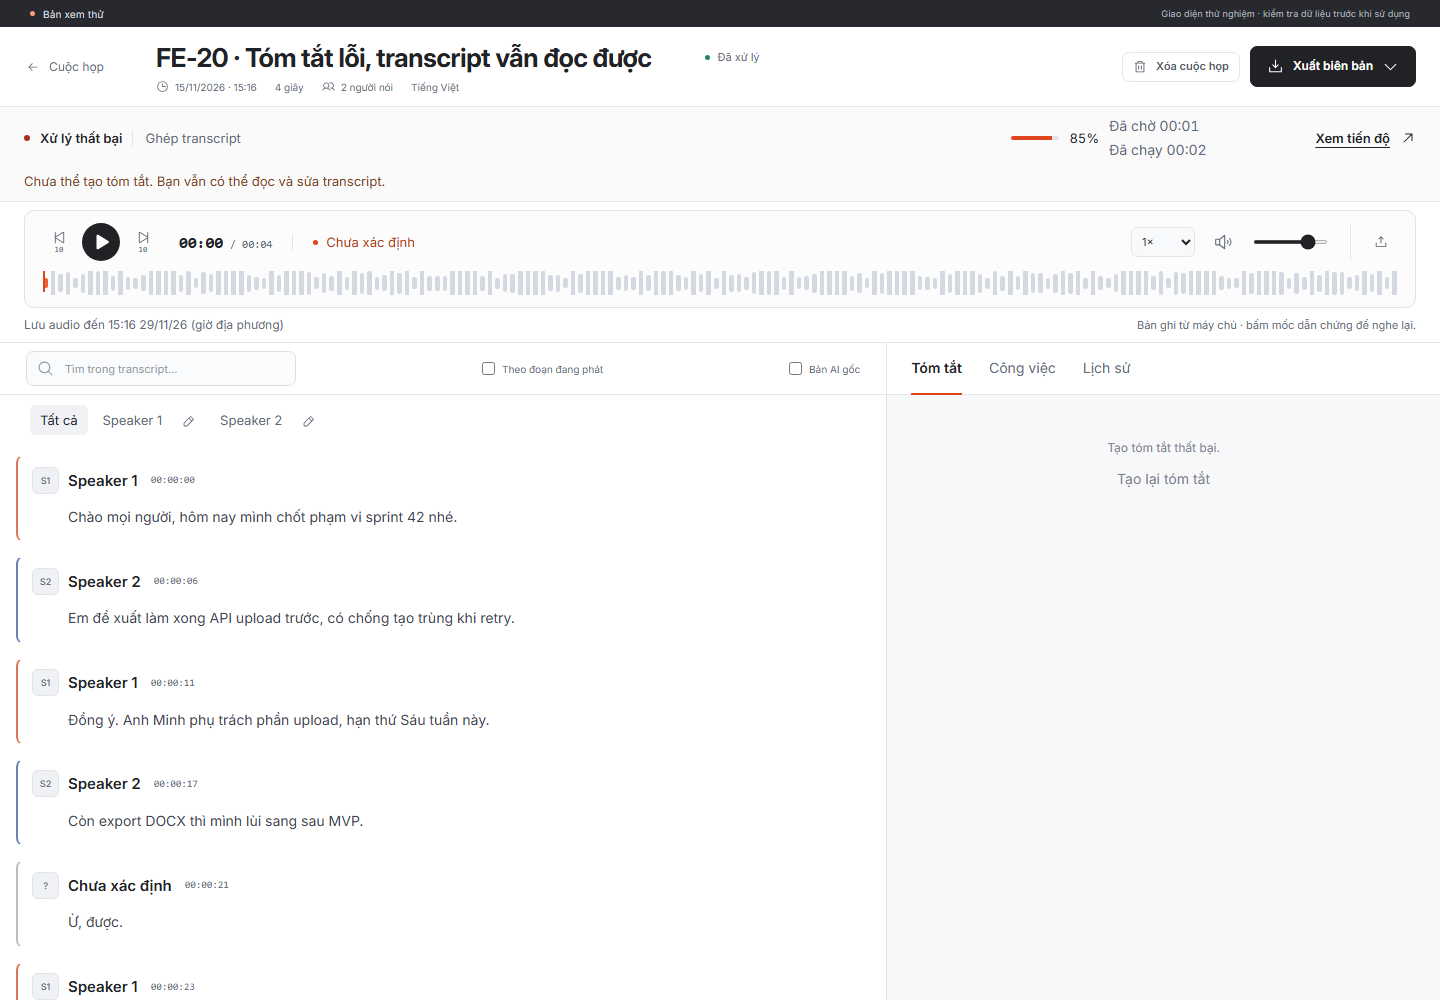 Bản xem thử
Giao diện thử nghiệm · kiểm tra dữ liệu trước khi sử dụng
Cuộc họp
FE-20 · Tóm tắt lỗi, transcript vẫn đọc được
Đã xử lý
15/11/2026 · 15:16 4 giây 2 người nói Tiếng Việt
Xóa cuộc họp
Xuất biên bản
Xử lý thất bại
Ghép transcript
85%
Đã chờ 00:01
Đã chạy 00:02
Xem tiến độ
Chưa thể tạo tóm tắt. Bạn vẫn có thể đọc và sửa transcript.
10
10
00:00 / 00:04
Chưa xác định
1×
Lưu audio đến 15:16 29/11/26 (giờ địa phương)
Bản ghi từ máy chủ · bấm mốc dẫn chứng để nghe lại.
Tìm trong transcript...
Theo đoạn đang phát
Bản AI gốc
Tóm tắt
Công việc
Lịch sử
Tất cả
Speaker 1
Speaker 2
Tạo tóm tắt thất bại.
Tạo lại tóm tắt
S1 Speaker 1 00:00:00
Chào mọi người, hôm nay mình chốt phạm vi sprint 42 nhé.
S2 Speaker 2 00:00:06
Em đề xuất làm xong API upload trước, có chống tạo trùng khi retry.
S1 Speaker 1 00:00:11
Đồng ý. Anh Minh phụ trách phần upload, hạn thứ Sáu tuần này.
S2 Speaker 2 00:00:17
Còn export DOCX thì mình lùi sang sau MVP.
? Chưa xác định 00:00:21
Ừ, được.
S1 Speaker 1 00:00:23